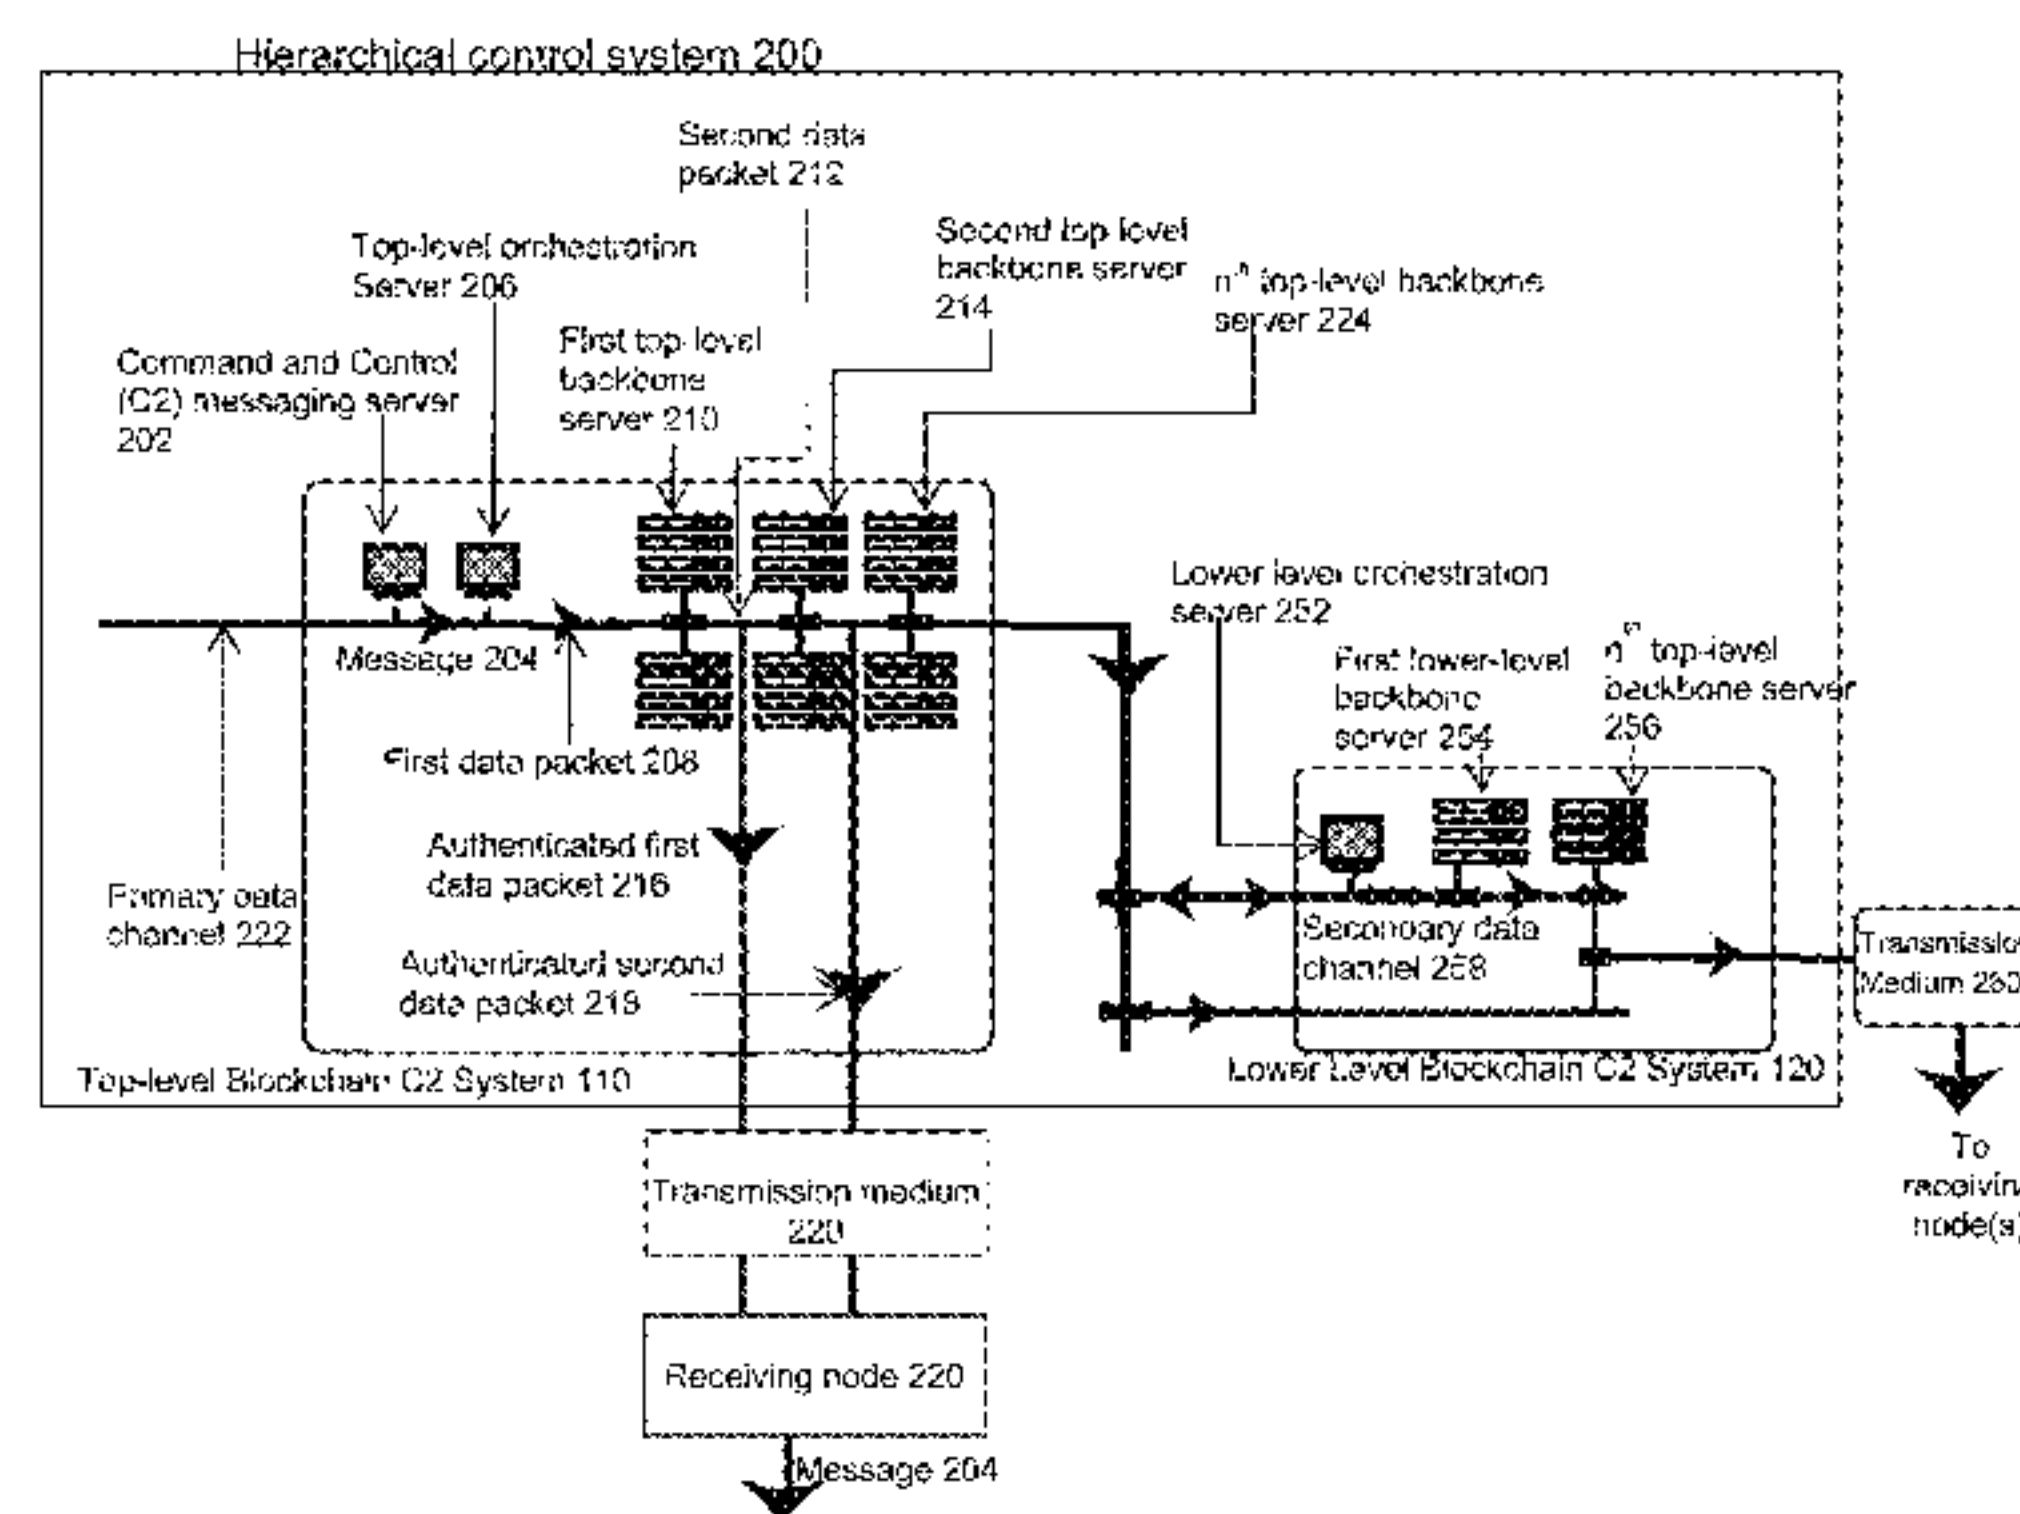 Hierarchical control system 200
Second data
packet 212
Top-level orchestration
Server 206
Second top level
backbone server
214
n
top-level backbone
server 224
First top-level
backbone
server 210
Command and Control
(C2) messaging server
202
Message 204
First data packet 208
Lower level orchestration
server 252
First lower-level
backbone
server 254
n
top-level
backbone server
256
Authenticated first
data packet 216
Primary data
channel 222
Authenticated second
data packet
Secondary data
channel 258
Transmissio
Medium
Top-level Blockchain C2 System 110
Lower Level Blockchain C2 System 120
To
receivin
node(s)
Transmission medium
220
Receiving node 220
Message 204